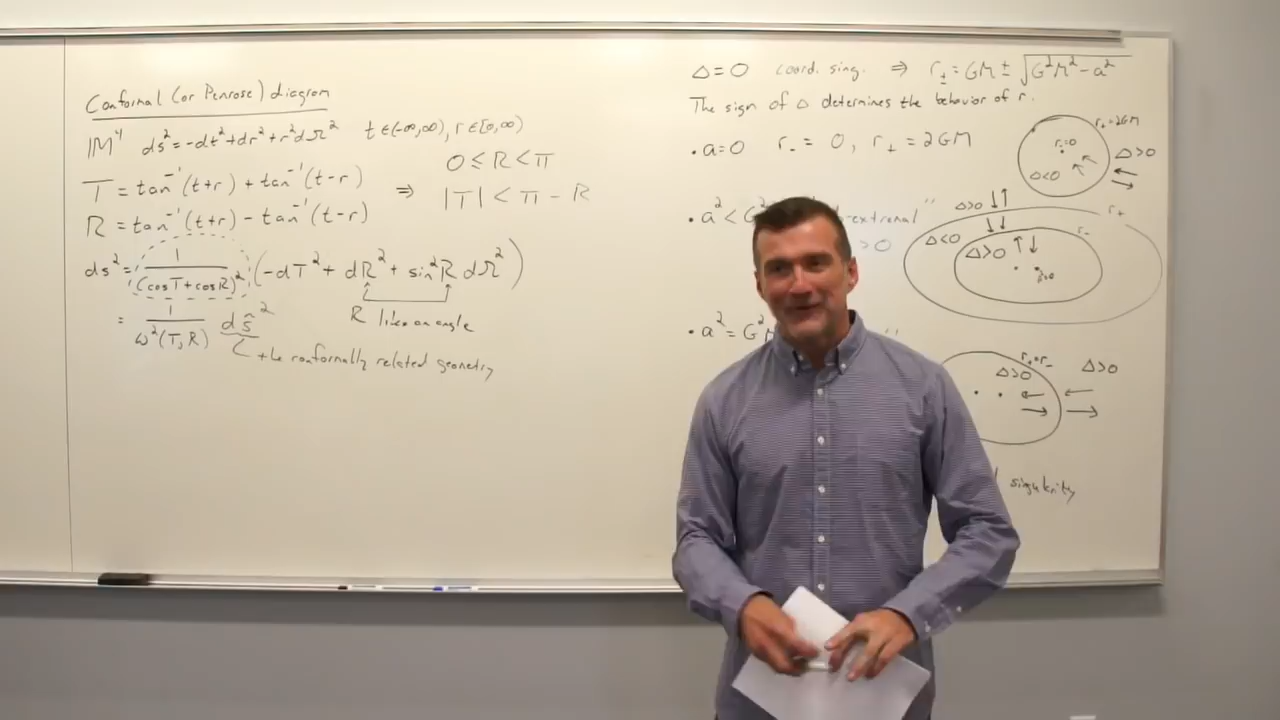 Conformal (or Penrose) diagram
IM⁴ ds² = -dt² + dr² + r²dΩ² t∈(-∞,∞), r∈[0,∞)
T = tan⁻¹(t+r) + tan⁻¹(t-r)
R = tan⁻¹(t+r) - tan⁻¹(t-r)
⇒ 0 ≤ R < π
|T| < π - R
ds² = 1/(cosT + cosR)² (-dT² + dR² + sin²R dΩ²)
R like an angle
= 1/ω²(T,R) dŝ²
the conformally related geometry
Δ=0 coord. sing. ⇒ r± = GM ± √G²M² - a²
The sign of Δ determines the behavior of r.
• a=0 r₋ = 0, r₊ = 2GM
r₊=2GM
r₋=0
Δ<0
Δ>0
• a² < G²
-extremal"
> 0
Δ>0
r₊
Δ<0
r₋
Δ>0
• a² = G²M
"
r₊=r₋
Δ>0
Δ>0
singularity